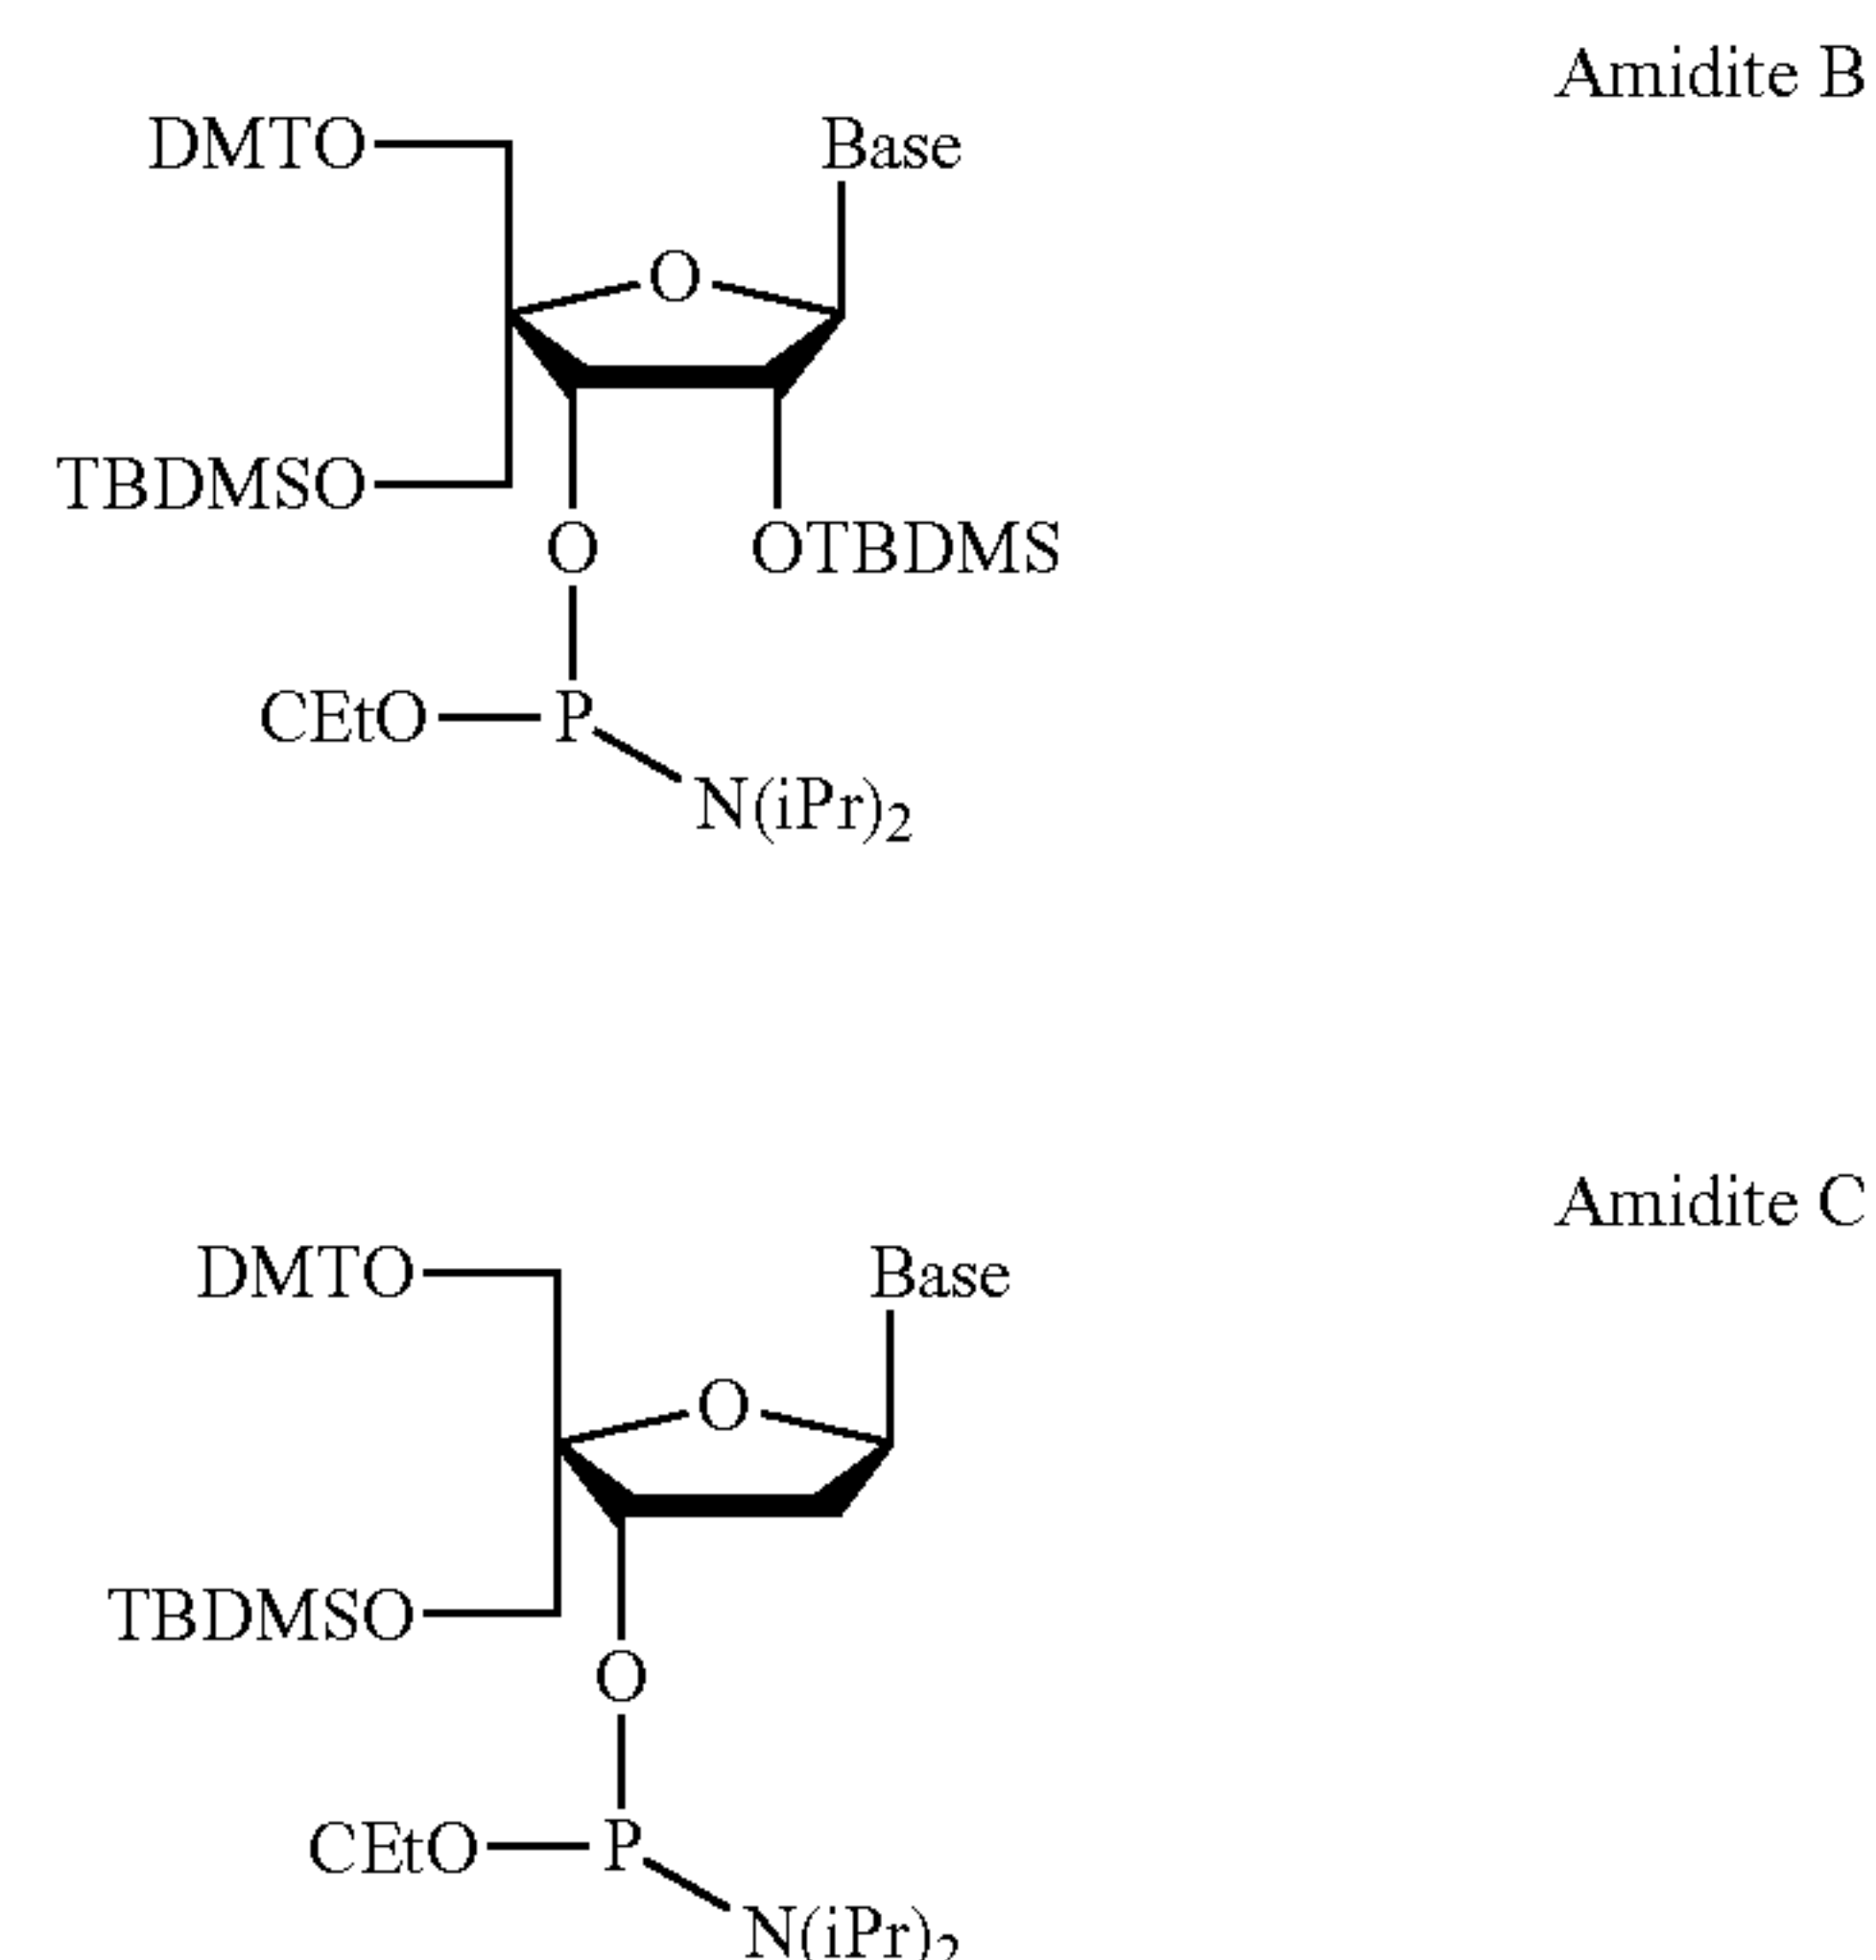 Amidite B
DMTO
Base
O
TBDMSO
O
OTBDMS
CEtO
P
N(iPr)2
Amidite C
DMTO
Base
O
TBDMSO
O
CEtO
P
N(iPr)2